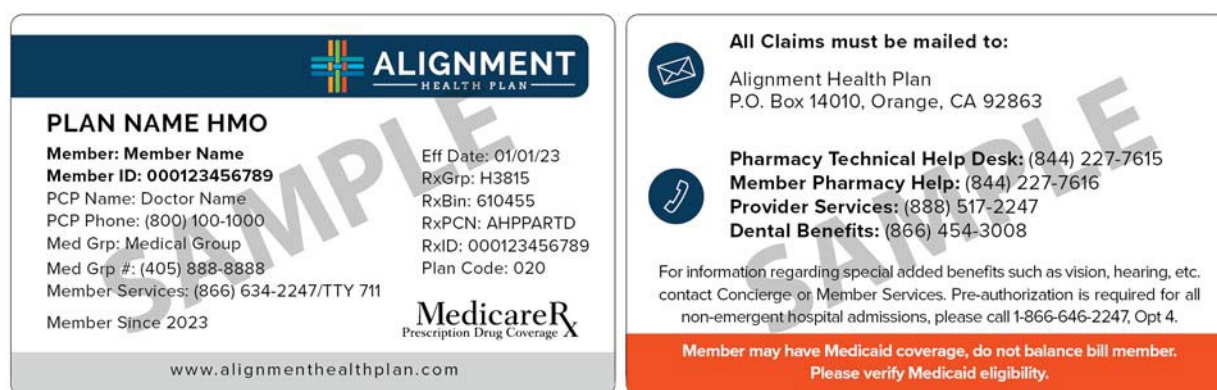 ALIGNMENT
HEALTH PLAN
PLAN NAME HMO
Member: Member Name
Member ID: 000123456789
PCP Name: Doctor Name
PCP Phone: (800) 100-1000
Med Grp: Medical Group
Med Grp #: (405) 888-8888
Member Services: (866) 634-2247/TTY 711
Member Since 2023
Eff Date: 01/01/23
RxGrp: H3815
RxBin: 610455
RxPCN: AHPPARTD
RxID: 000123456789
Plan Code: 020
MedicareRx
Prescription Drug Coverage X
www.alignmenthealthplan.com
SAMPLE
All Claims must be mailed to:
Alignment Health Plan
P.O. Box 14010, Orange, CA 92863
Pharmacy Technical Help Desk: (844) 227-7615
Member Pharmacy Help: (844) 227-7616
Provider Services: (888) 517-2247
Dental Benefits: (866) 454-3008
For information regarding special added benefits such as vision, hearing, etc.
contact Concierge or Member Services. Pre-authorization is required for all
non-emergent hospital admissions, please call 1-866-646-2247, Opt 4.
Member may have Medicaid coverage, do not balance bill member.
Please verify Medicaid eligibility.
SAMPLE